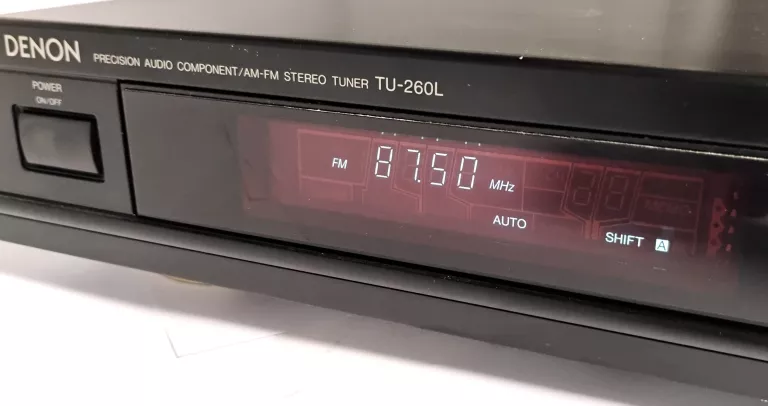 DENON PRECISION AUDIO COMPONENT/AM-FM STEREO TUNER TU-260L
POWER
ON/OFF
FM 87.50 MHz
AUTO
SHIFT A